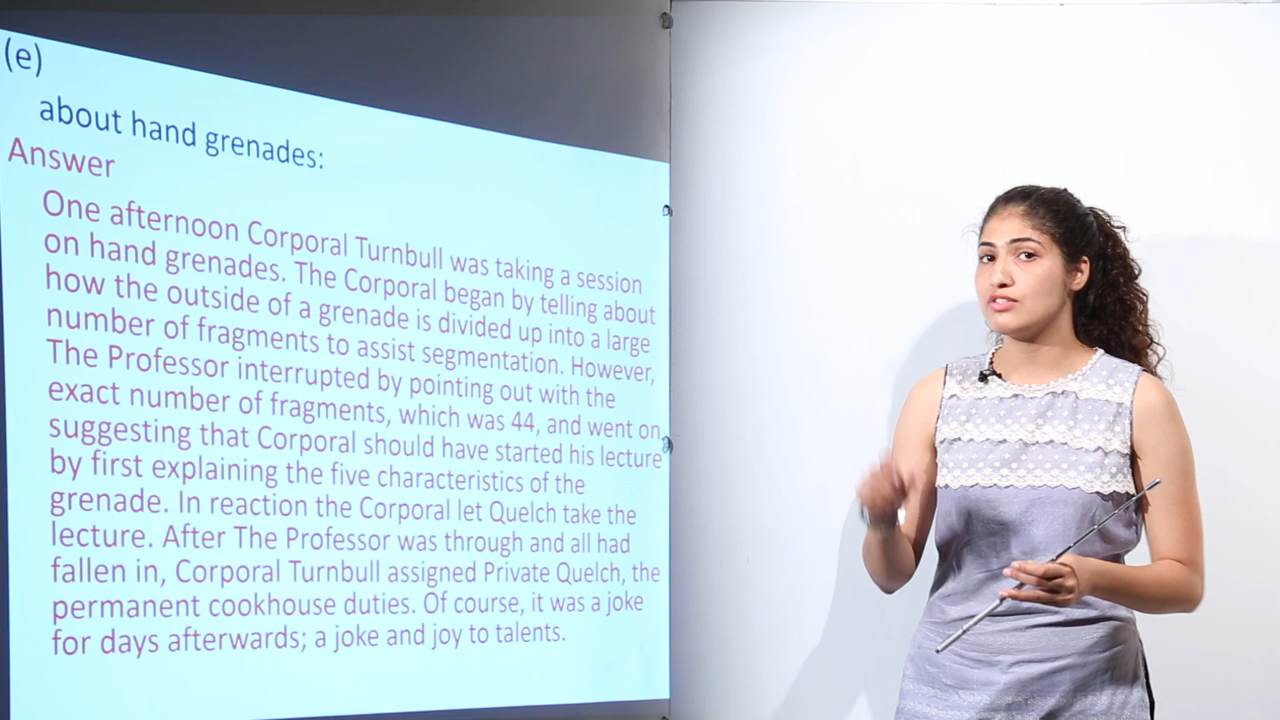 (e)
about hand grenades:
Answer
One afternoon Corporal Turnbull was taking a session
on hand grenades. The Corporal began by telling about
how the outside of a grenade is divided up into a large
number of fragments to assist segmentation. However,
The Professor interrupted by pointing out with the
exact number of fragments, which was 44, and went on
suggesting that Corporal should have started his lecture
by first explaining the five characteristics of the
grenade. In reaction the Corporal let Quelch take the
lecture. After The Professor was through and all had
fallen in, Corporal Turnbull assigned Private Quelch, the
permanent cookhouse duties. Of course, it was a joke
for days afterwards; a joke and joy to talents.